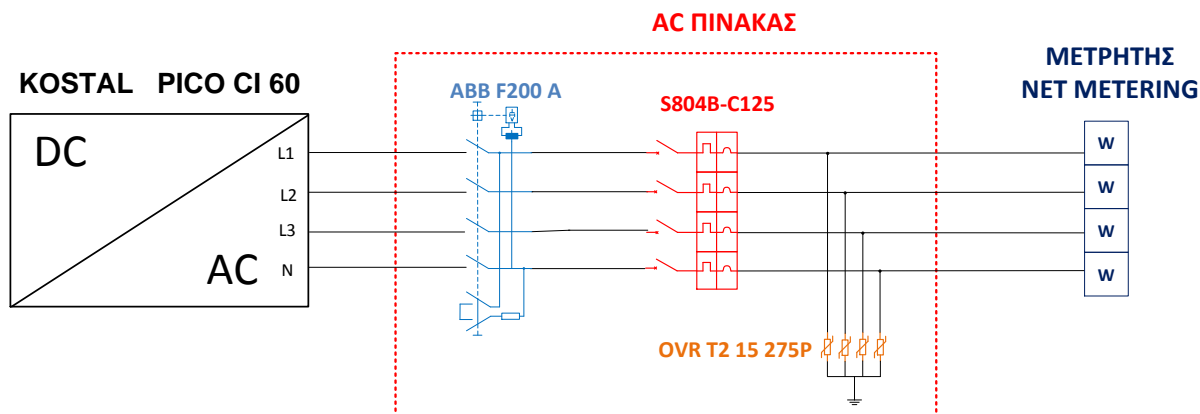 AC ΠΙΝΑΚΑΣ
KOSTAL PICO CI 60
ABB F200 A
S804B-C125
ΜΕΤΡΗΤΗΣ
NET METERING
DC
L1
L2
L3
AC N
W
W
W
W
OVR T2 15 275P